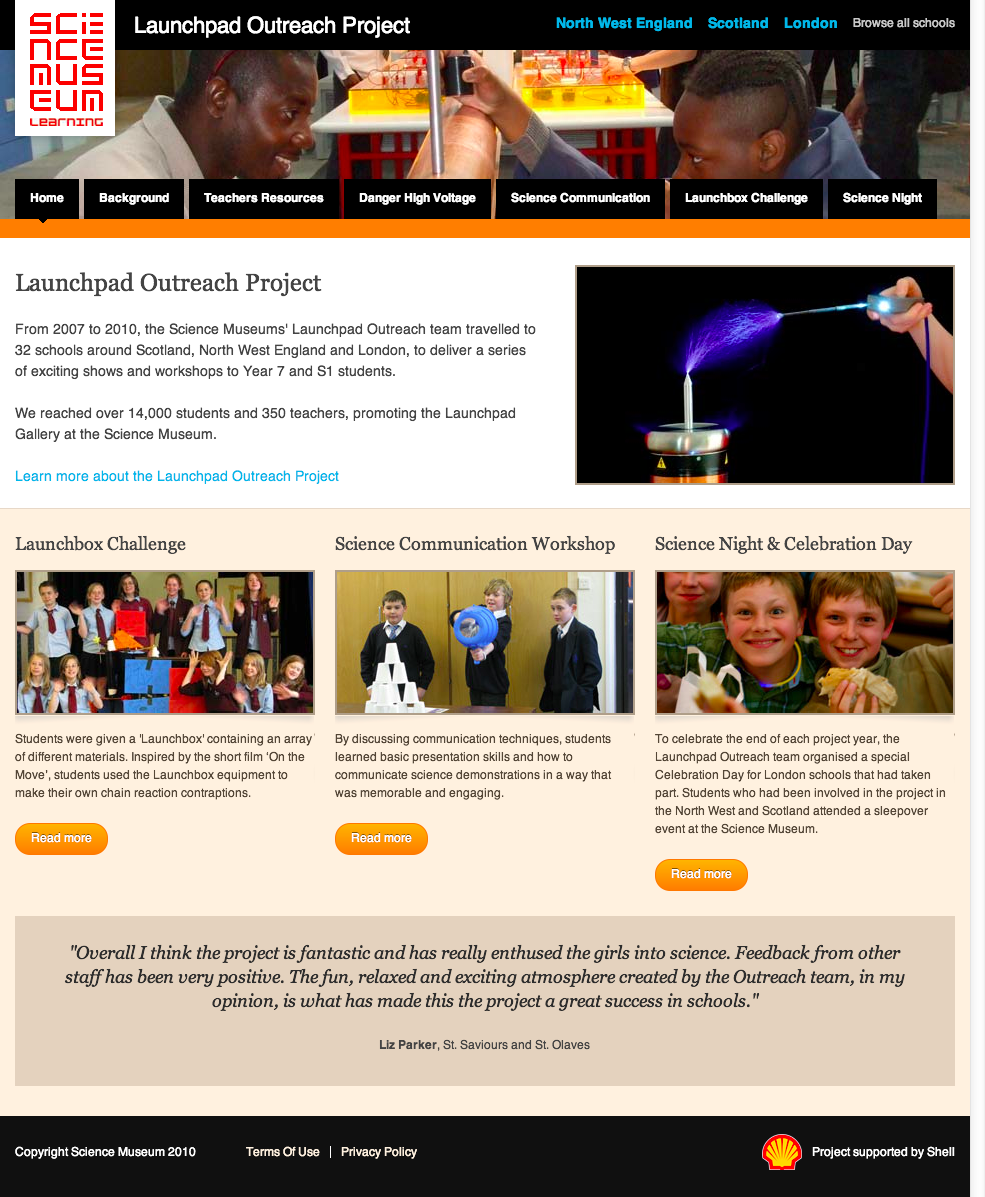 SCIENCE MUSEUM
Learning
Launchpad Outreach Project
North West England Scotland London Browse all schools
Home Background Teachers Resources Danger High Voltage Science Communication Launchbox Challenge Science Night
Launchpad Outreach Project
From 2007 to 2010, the Science Museums' Launchpad Outreach team travelled to
32 schools around Scotland, North West England and London, to deliver a series
of exciting shows and workshops to Year 7 and S1 students.
We reached over 14,000 students and 350 teachers, promoting the Launchpad
Gallery at the Science Museum.
Learn more about the Launchpad Outreach Project
Launchbox Challenge
Students were given a 'Launchbox' containing an array
of different materials. Inspired by the short film 'On the
Move', students used the Launchbox equipment to
make their own chain reaction contraptions.
Read more
Science Communication Workshop
By discussing communication techniques, students
learned basic presentation skills and how to
communicate science demonstrations in a way that
was memorable and engaging.
Read more
Science Night & Celebration Day
To celebrate the end of each project year, the
Launchpad Outreach team organised a special
Celebration Day for London schools that had taken
part. Students who had been involved in the project in
the North West and Scotland attended a sleepover
event at the Science Museum.
Read more
"Overall I think the project is fantastic and has really enthused the girls into science. Feedback from other
staff has been very positive. The fun, relaxed and exciting atmosphere created by the Outreach team, in my
opinion, is what has made this the project a great success in schools."
Liz Parker, St. Saviours and St. Olaves
Copyright Science Museum 2010 Terms Of Use | Privacy Policy Project supported by Shell